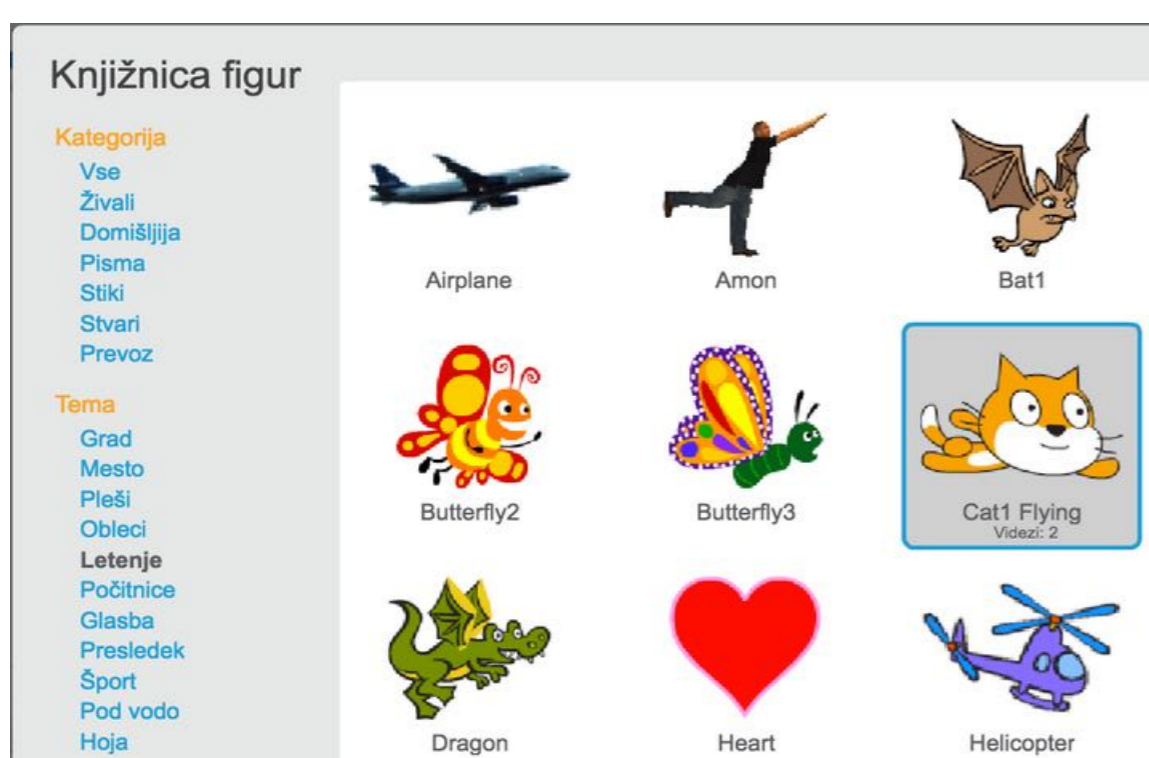 Knjižnica figur
Kategorija
Vse
Živali
Domišljija
Pisma
Stiki
Stvari
Prevoz
Tema
Grad
Mesto
Pleši
Obleci
Letenje
Počitnice
Glasba
Presledek
Šport
Pod vodo
Hoja
Airplane
Amon
Bat1
Butterfly2
Butterfly3
Cat1 Flying
Videzi: 2
Dragon
Heart
Helicopter